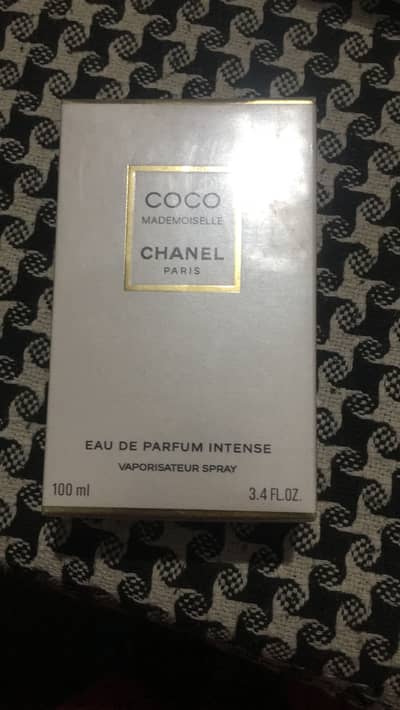 COCO
MADEMOISELLE
CHANEL
PARIS
EAU DE PARFUM INTENSE
VAPORISATEUR SPRAY
100 ml 3.4 FL.OZ.